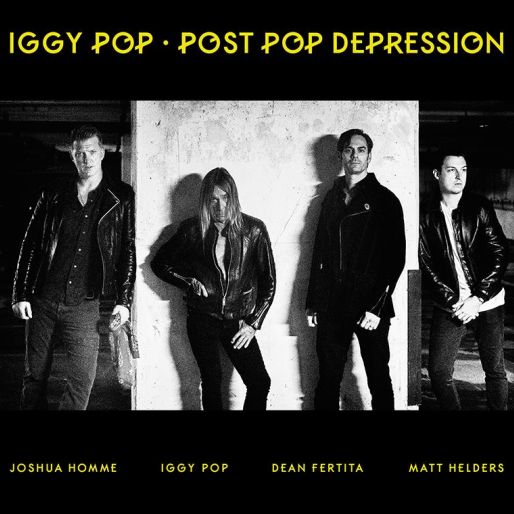 IGGY POP · POST POP DEPRESSION
JOSHUA HOMME IGGY POP DEAN FERTITA MATT HELDERS